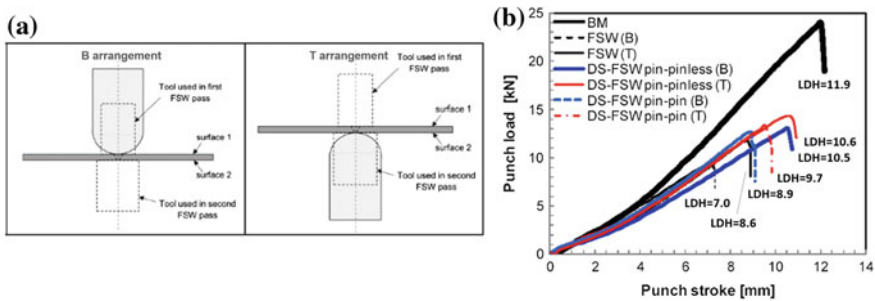 (a)
B arrangement
Tool used in first
FSW pass
surface 1
surface 2
Tool used in second
FSW pass
T arrangement
Tool used in first
FSW pass
surface 1
surface 2
Tool used in second
FSW pass
(b)
Punch load [kN]
25
20
15
10
5
0
BM
FSW (B)
FSW (T)
DS-FSW pin-pinless (B)
DS-FSW pin-pinless (T)
DS-FSW pin-pin (B)
DS-FSW pin-pin (T)
LDH=11.9
LDH=10.6
LDH=10.5
LDH=9.7
LDH=8.9
LDH=7.0
LDH=8.6
0 2 4 6 8 10 12 14
Punch stroke [mm]